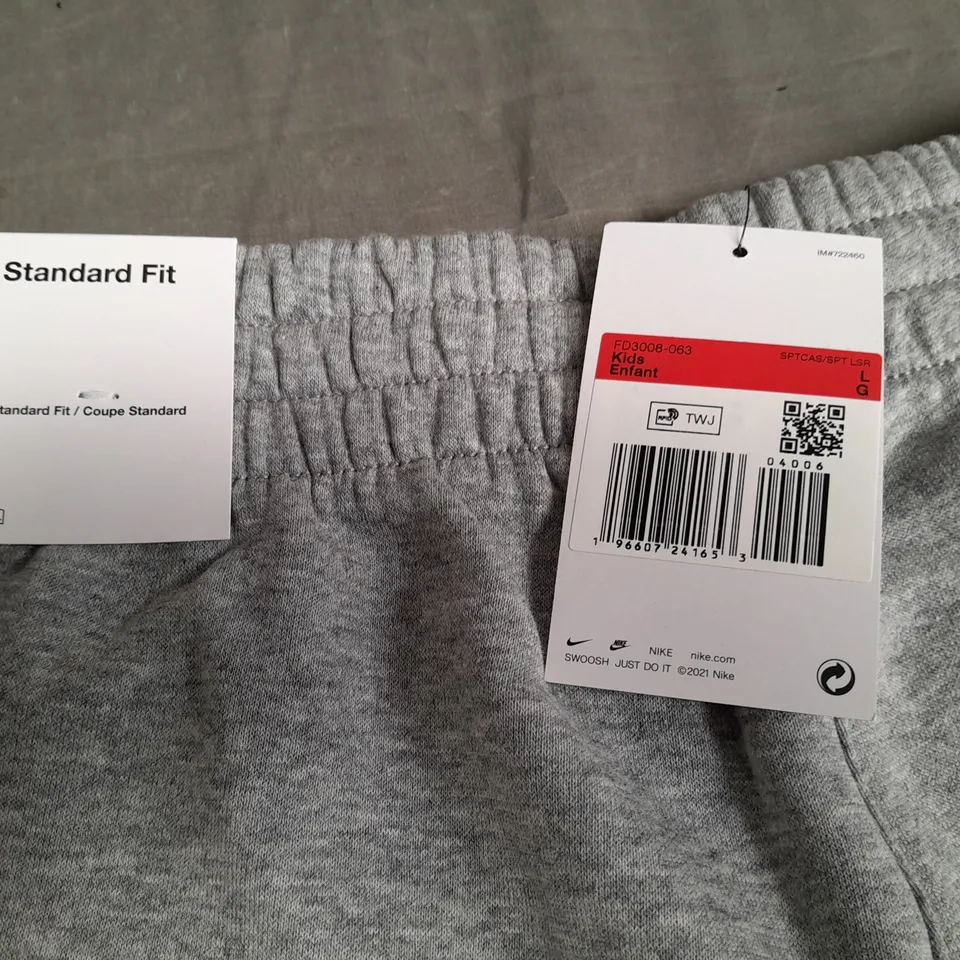 Standard Fit
tandard Fit / Coupe Standard
IM#722460
FD3008-063
SPTCAS/SPT LSR
Kids
L
Enfant
G
TWJ
04006
1 96607 24165 3
NIKE nike.com
SWOOSH JUST DO IT ©2021 Nike